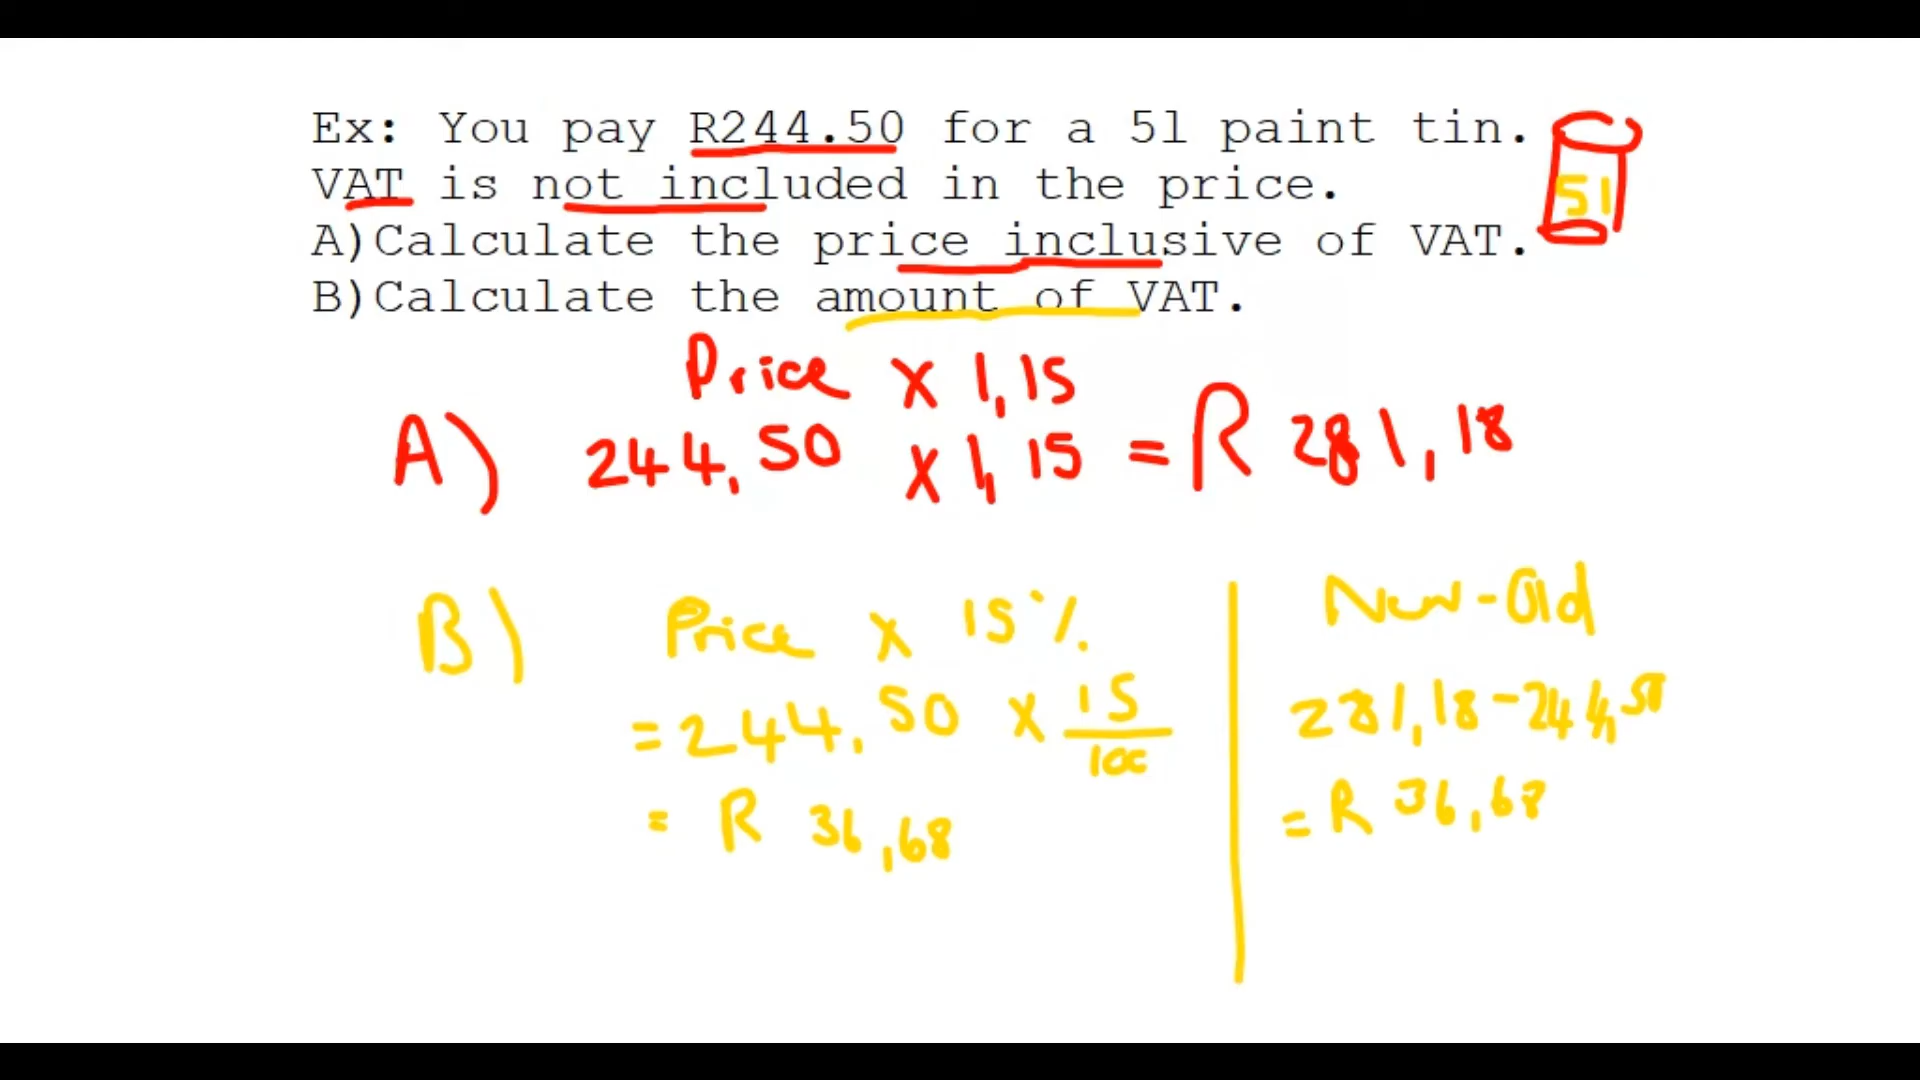 Ex: You pay R244.50 for a 5l paint tin.
VAT is not included in the price.
A)Calculate the price inclusive of VAT.
B)Calculate the amount of VAT.
5l
Price x 1,15
A) 244,50 x 1,15 = R 281,18
B) Price x 15%
= 244,50 x 15/100
= R 36,68
New - Old
281,18 - 244,50
= R 36,68